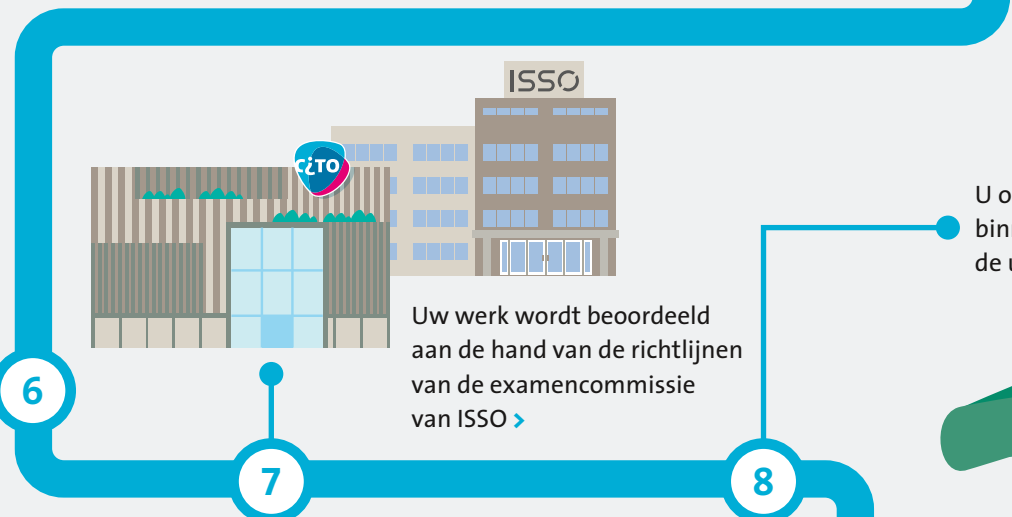 ISSO
CiTO
Uw werk wordt beoordeeld
aan de hand van de richtlijnen
van de examencommissie
van ISSO >
6
7
8
U
de